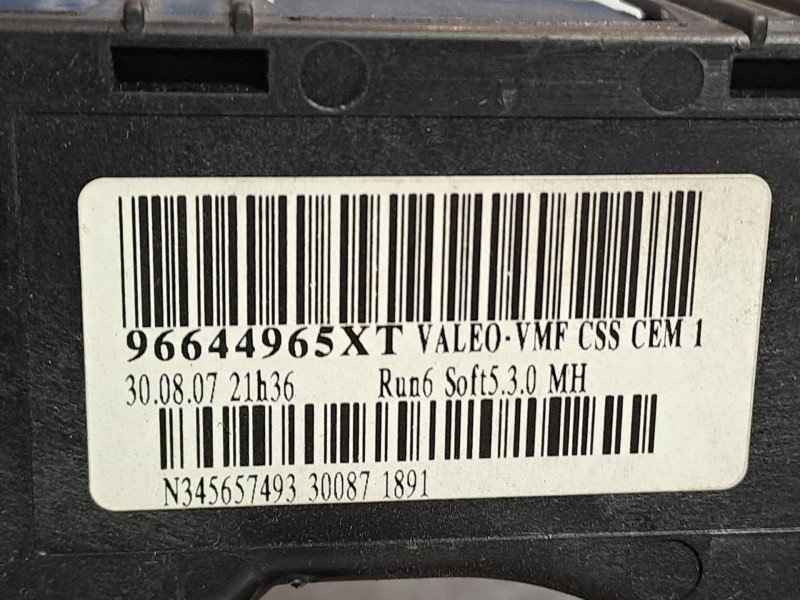 96644965XT VALEO-VMF CSS CEM 1
30.08.07 21h36 Run6 Soft5.3.0 MH
N345657493 30087 1891